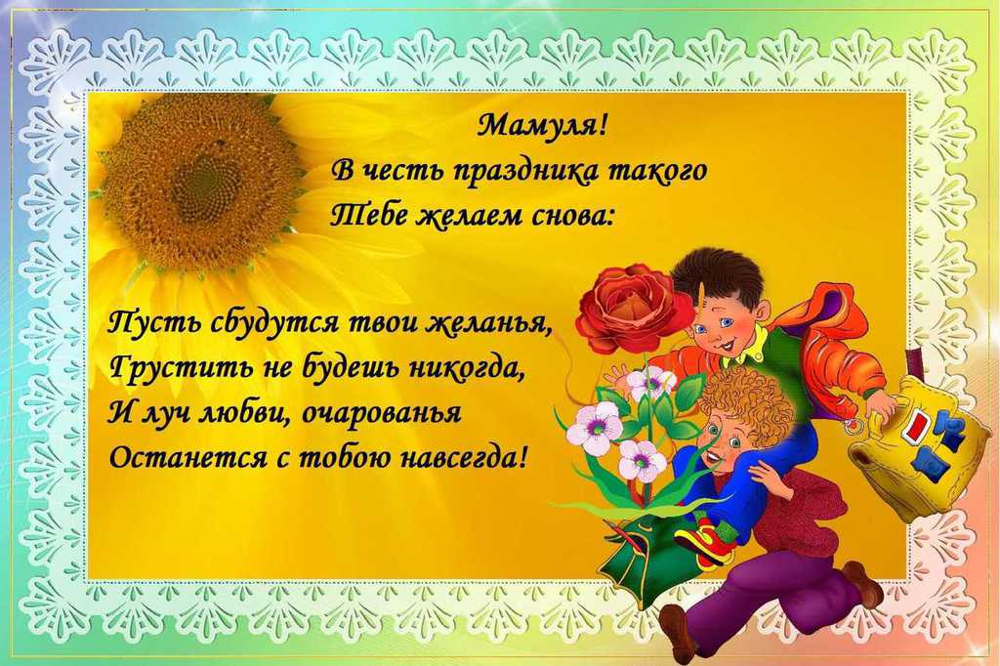 Мамуля!
В честь праздника такого
Тебе желаем снова:
Пусть сбудутся твои желанья,
Грустить не будешь никогда,
И луч любви, очарованья
Останется с тобою навсегда!